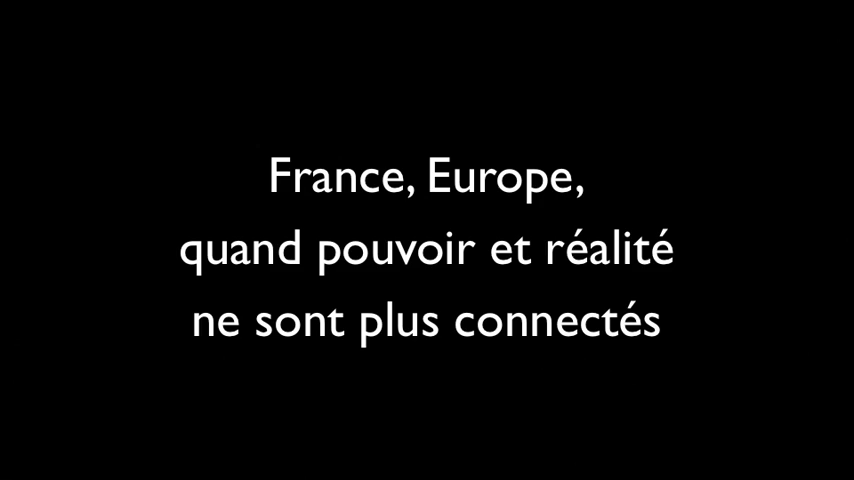 France, Europe,
quand pouvoir et réalité
ne sont plus connectés